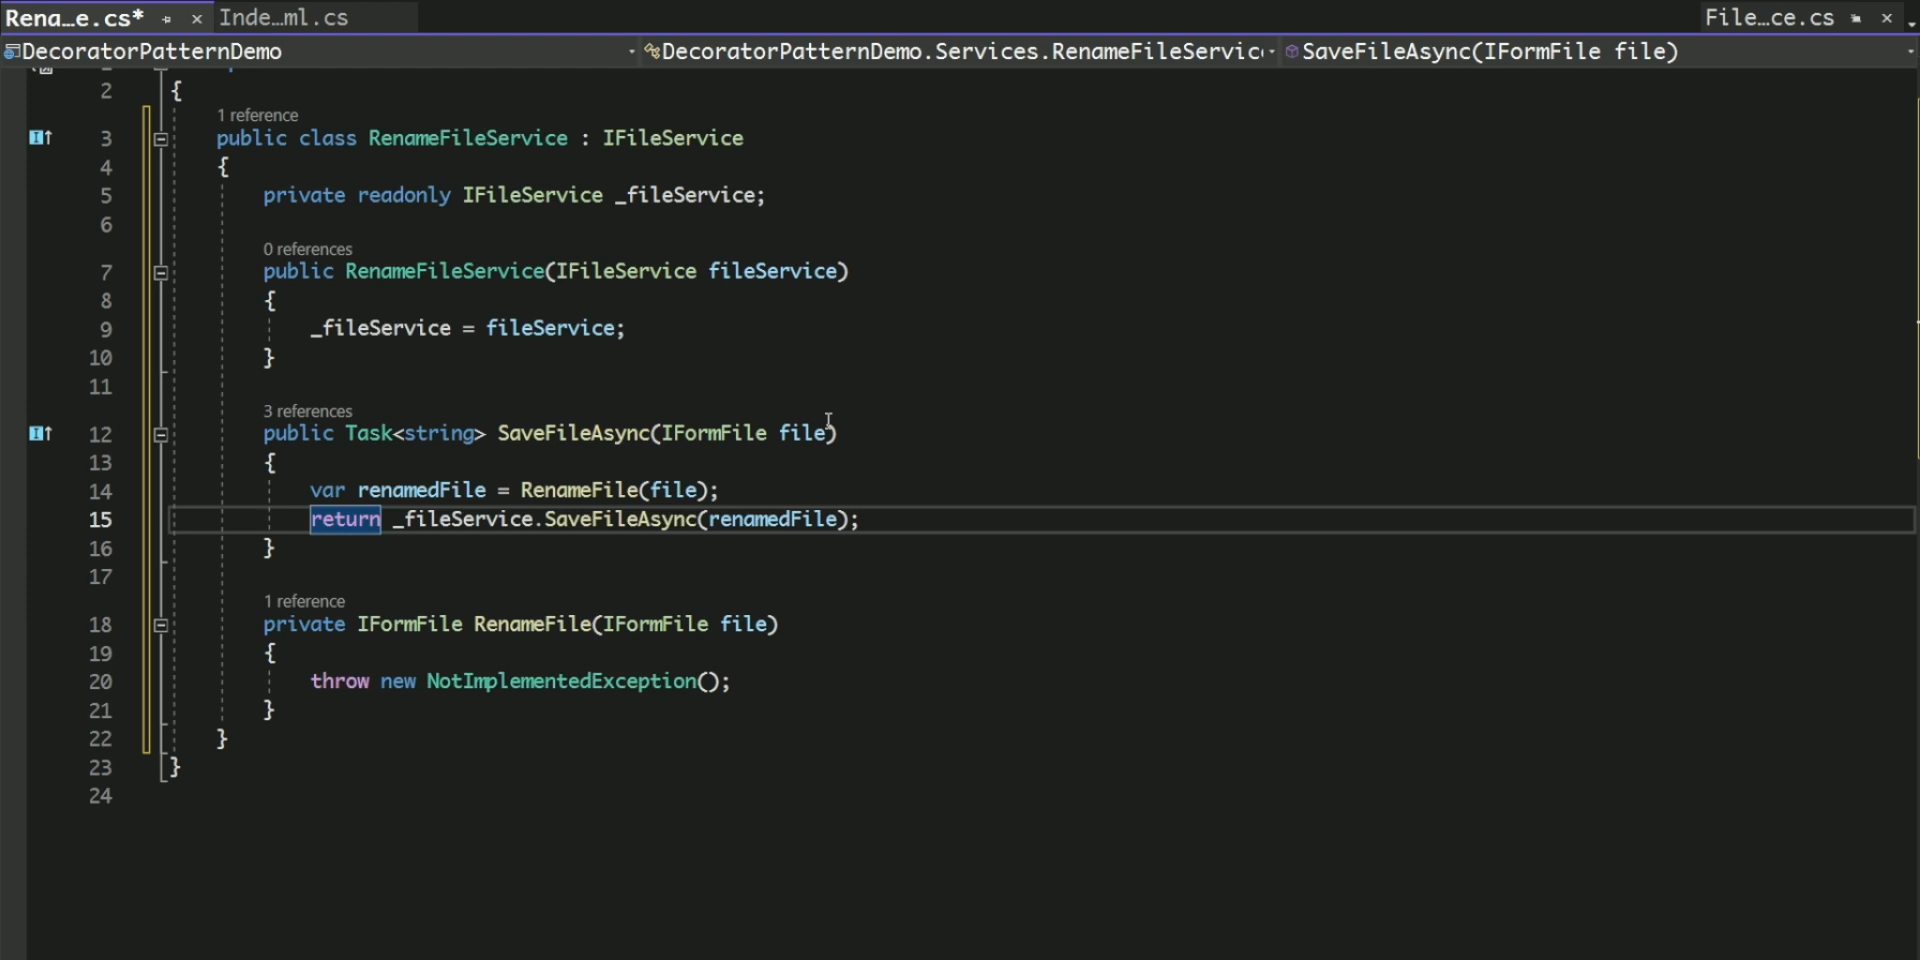 Rena…e.cs* Inde…ml.cs File…ce.cs
DecoratorPatternDemo DecoratorPatternDemo.Services.RenameFileServic SaveFileAsync(IFormFile file)
2 {
1 reference
3 public class RenameFileService : IFileService
4 {
5 private readonly IFileService _fileService;
6
0 references
7 public RenameFileService(IFileService fileService)
8 {
9 _fileService = fileService;
10 }
11
3 references
12 public Task<string> SaveFileAsync(IFormFile file)
13 {
14 var renamedFile = RenameFile(file);
15 return _fileService.SaveFileAsync(renamedFile);
16 }
17
1 reference
18 private IFormFile RenameFile(IFormFile file)
19 {
20 throw new NotImplementedException();
21 }
22 }
23 }
24